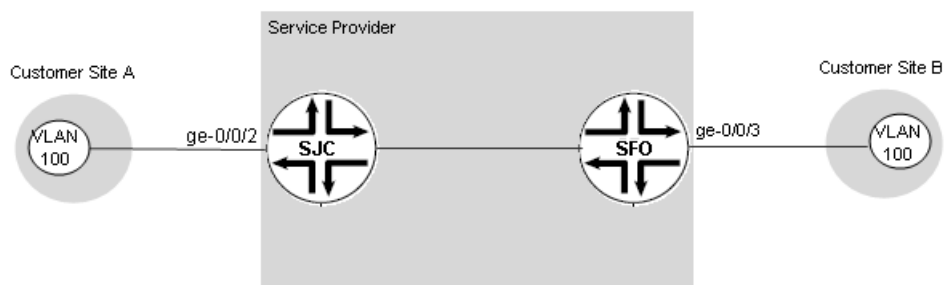 Service Provider
Customer Site A
Customer Site B
VLAN
100
ge-0/0/2
SJC
SFO
ge-0/0/3
VLAN
100